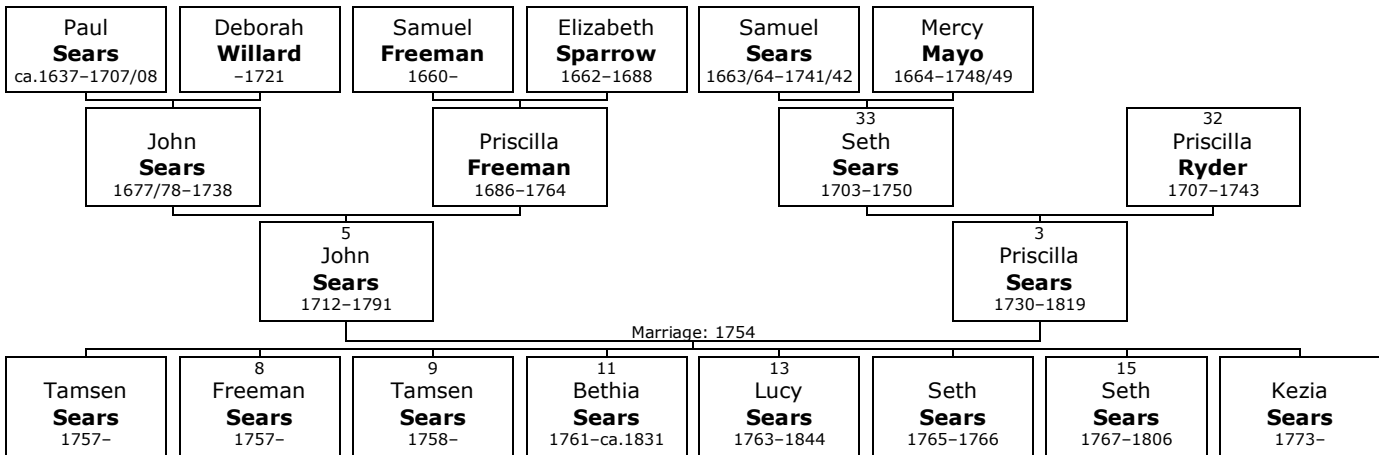 Paul
Sears
ca.1637–1707/08
Deborah
Willard
–1721
Samuel
Freeman
1660–
Elizabeth
Sparrow
1662–1688
Samuel
Sears
1663/64–1741/42
Mercy
Mayo
1664–1748/49
John
Sears
1677/78–1738
Priscilla
Freeman
1686–1764
33
Seth
Sears
1703–1750
32
Priscilla
Ryder
1707–1743
5
John
Sears
1712–1791
3
Priscilla
Sears
1730–1819
Marriage: 1754
Tamsen
Sears
1757–
8
Freeman
Sears
1757–
9
Tamsen
Sears
1758–
11
Bethia
Sears
1761–ca.1831
13
Lucy
Sears
1763–1844
Seth
Sears
1765–1766
15
Seth
Sears
1767–1806
Kezia
Sears
1773–